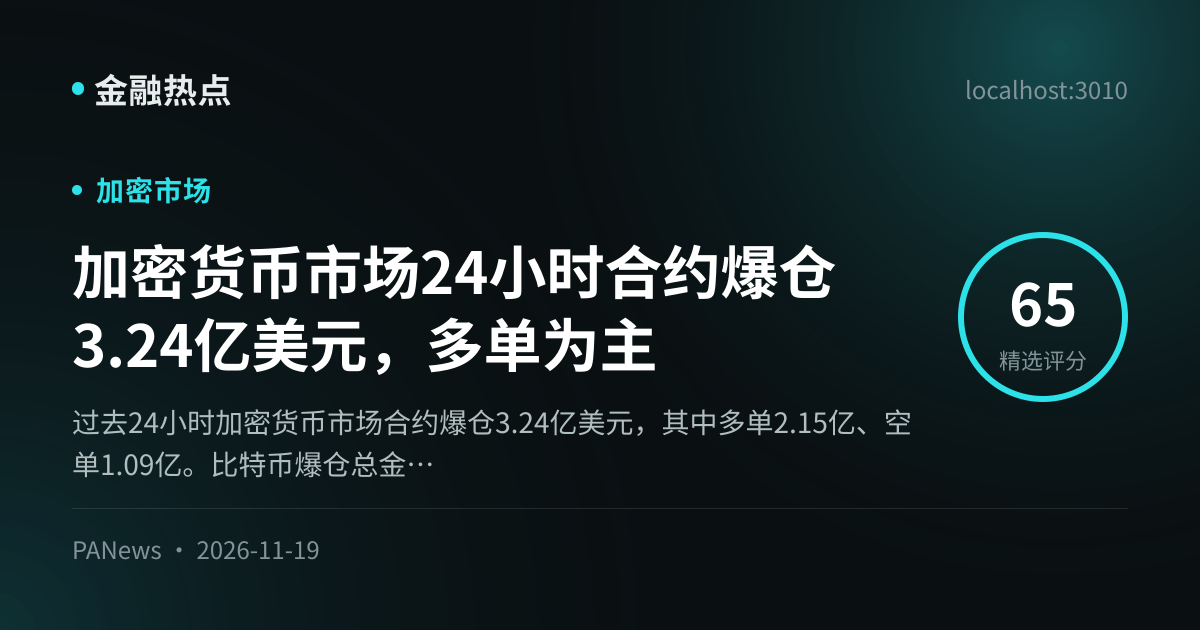 金融热点
localhost:3010
加密市场
加密货币市场24小时合约爆仓
3.24亿美元，多单为主
65
精选评分
过去24小时加密货币市场合约爆仓3.24亿美元，其中多单2.15亿、空
单1.09亿。比特币爆仓总金…
PANews • 2026-11-19